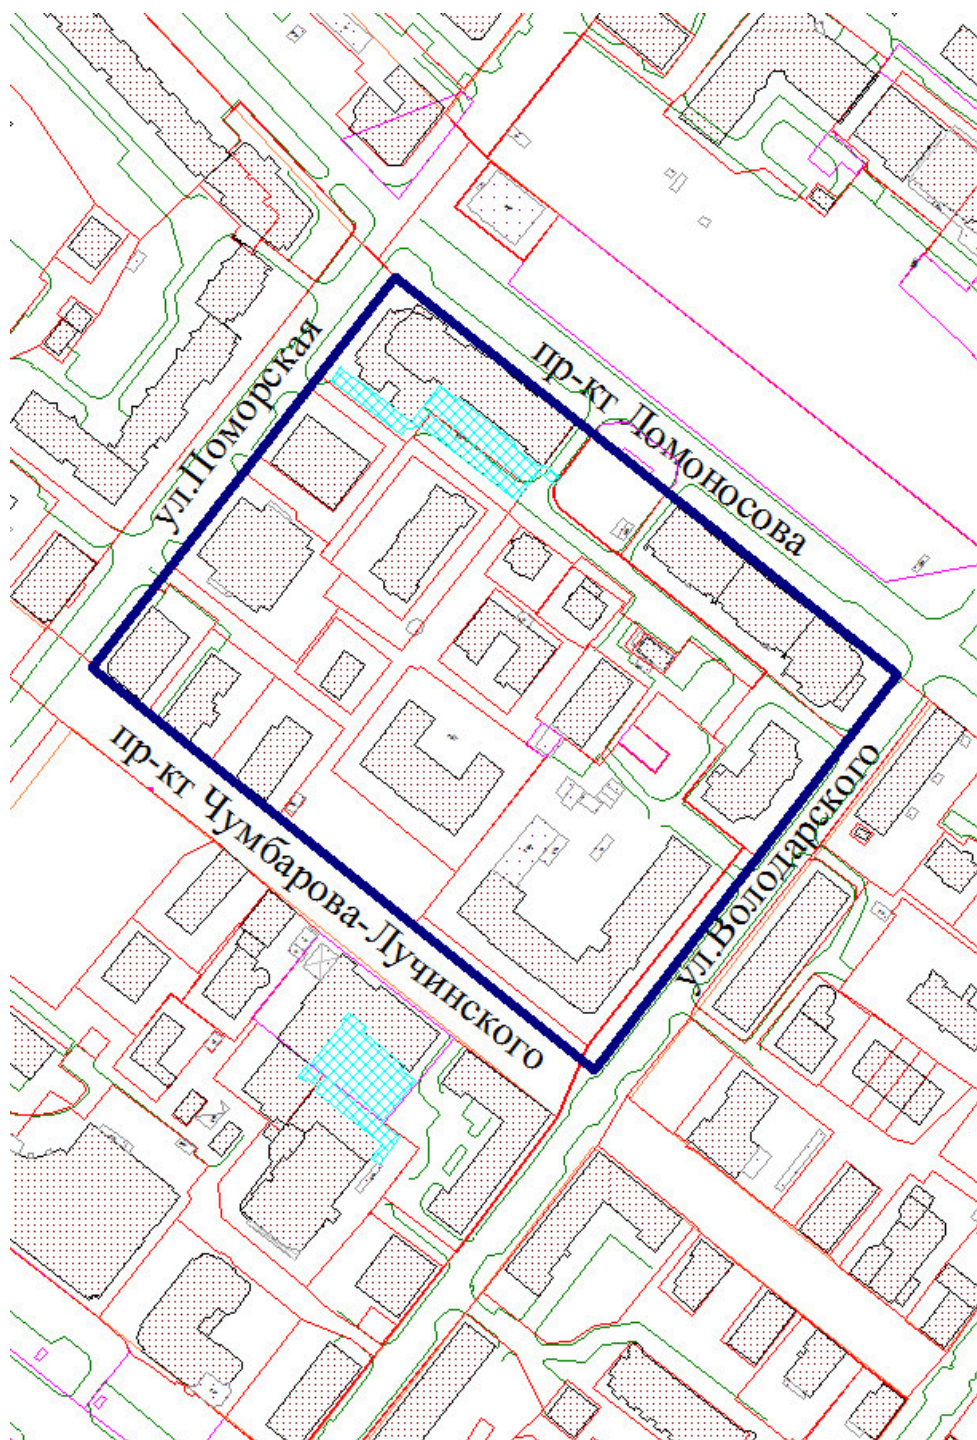 ул.Поморская
пр-кт Ломоносова
пр-кт Чумбарова-Лучинского
ул.Володарского